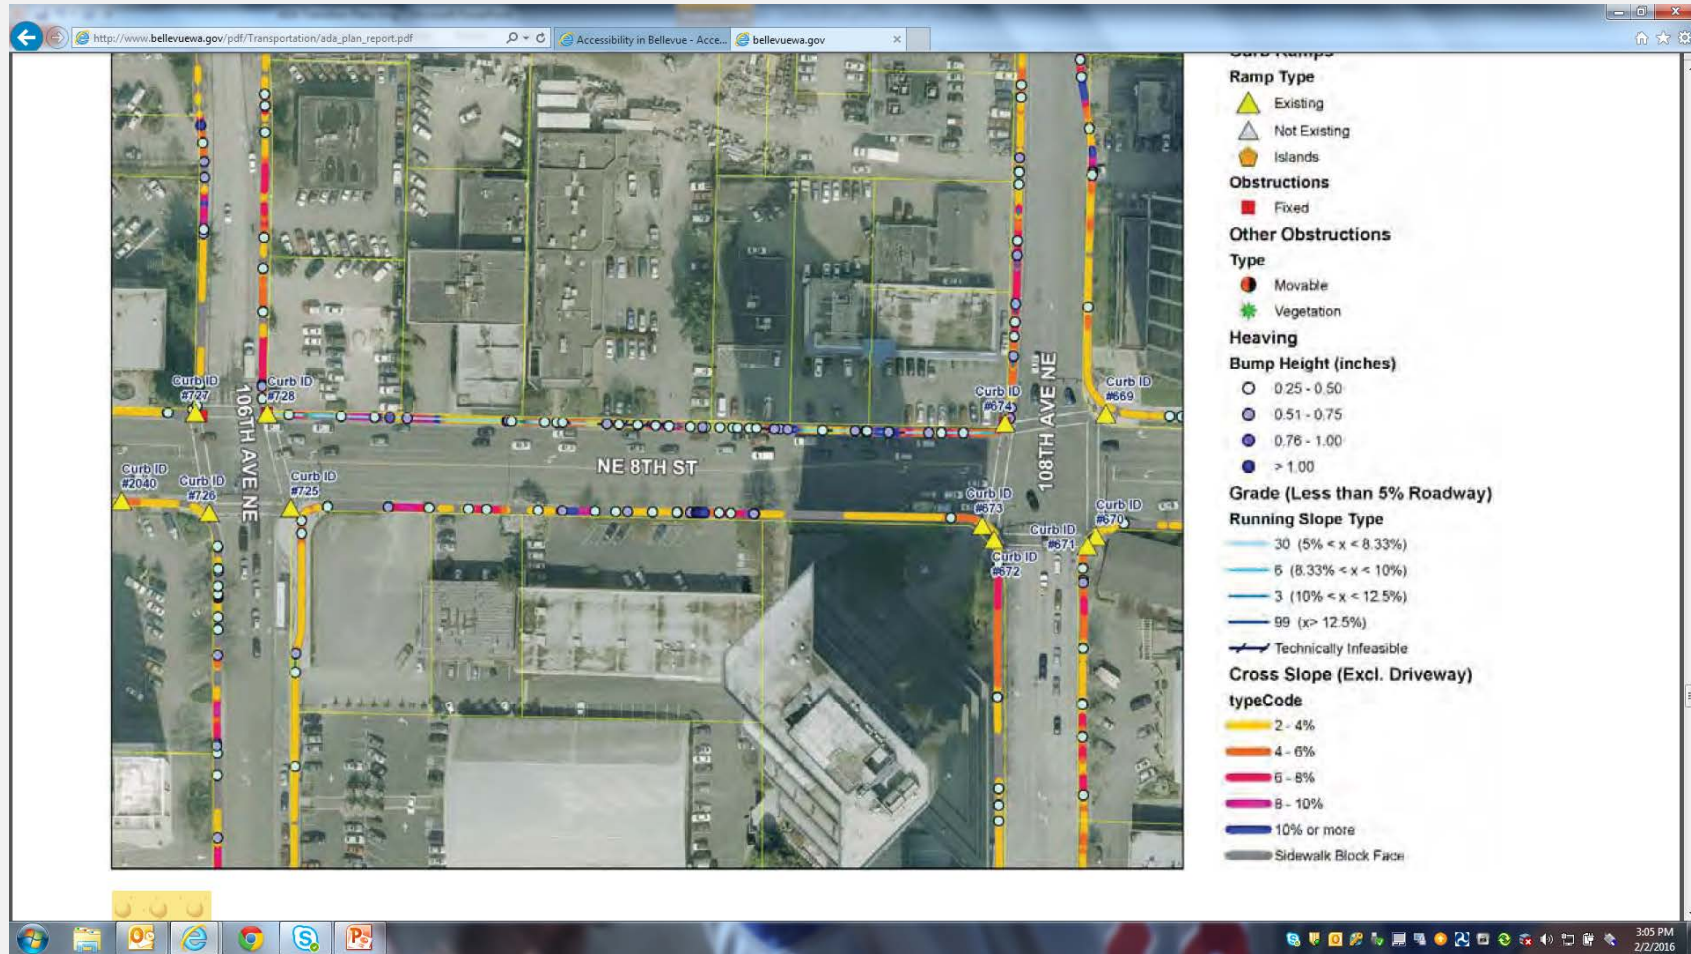 http://www.bellevuewa.gov/pdf/Transportation/ada_plan_report.pdf
Accessibility in Bellevue - Acce...
bellevuewa.gov
Curb Ramps
Ramp Type
Existing
Not Existing
Islands
Obstructions
Fixed
Other Obstructions
Type
Movable
Vegetation
Heaving
Bump Height (inches)
0.25 - 0.50
0.51 - 0.75
0.76 - 1.00
> 1.00
Grade (Less than 5% Roadway)
Running Slope Type
30 (5% < x < 8.33%)
6 (8.33% < x < 10%)
3 (10% < x < 12.5%)
99 (x> 12.5%)
Technically Infeasible
Cross Slope (Excl. Driveway)
typeCode
2 - 4%
4 - 6%
6 - 8%
8 - 10%
10% or more
Sidewalk Block Face
Curb ID
#727
Curb ID
#728
Curb ID
#674
Curb ID
#669
106TH AVE NE
108TH AVE NE
NE 8TH ST
Curb ID
#2040
Curb ID
#726
Curb ID
#725
Curb ID
#673
Curb ID
#670
Curb ID
#671
Curb ID
#672
3:05 PM
2/2/2016